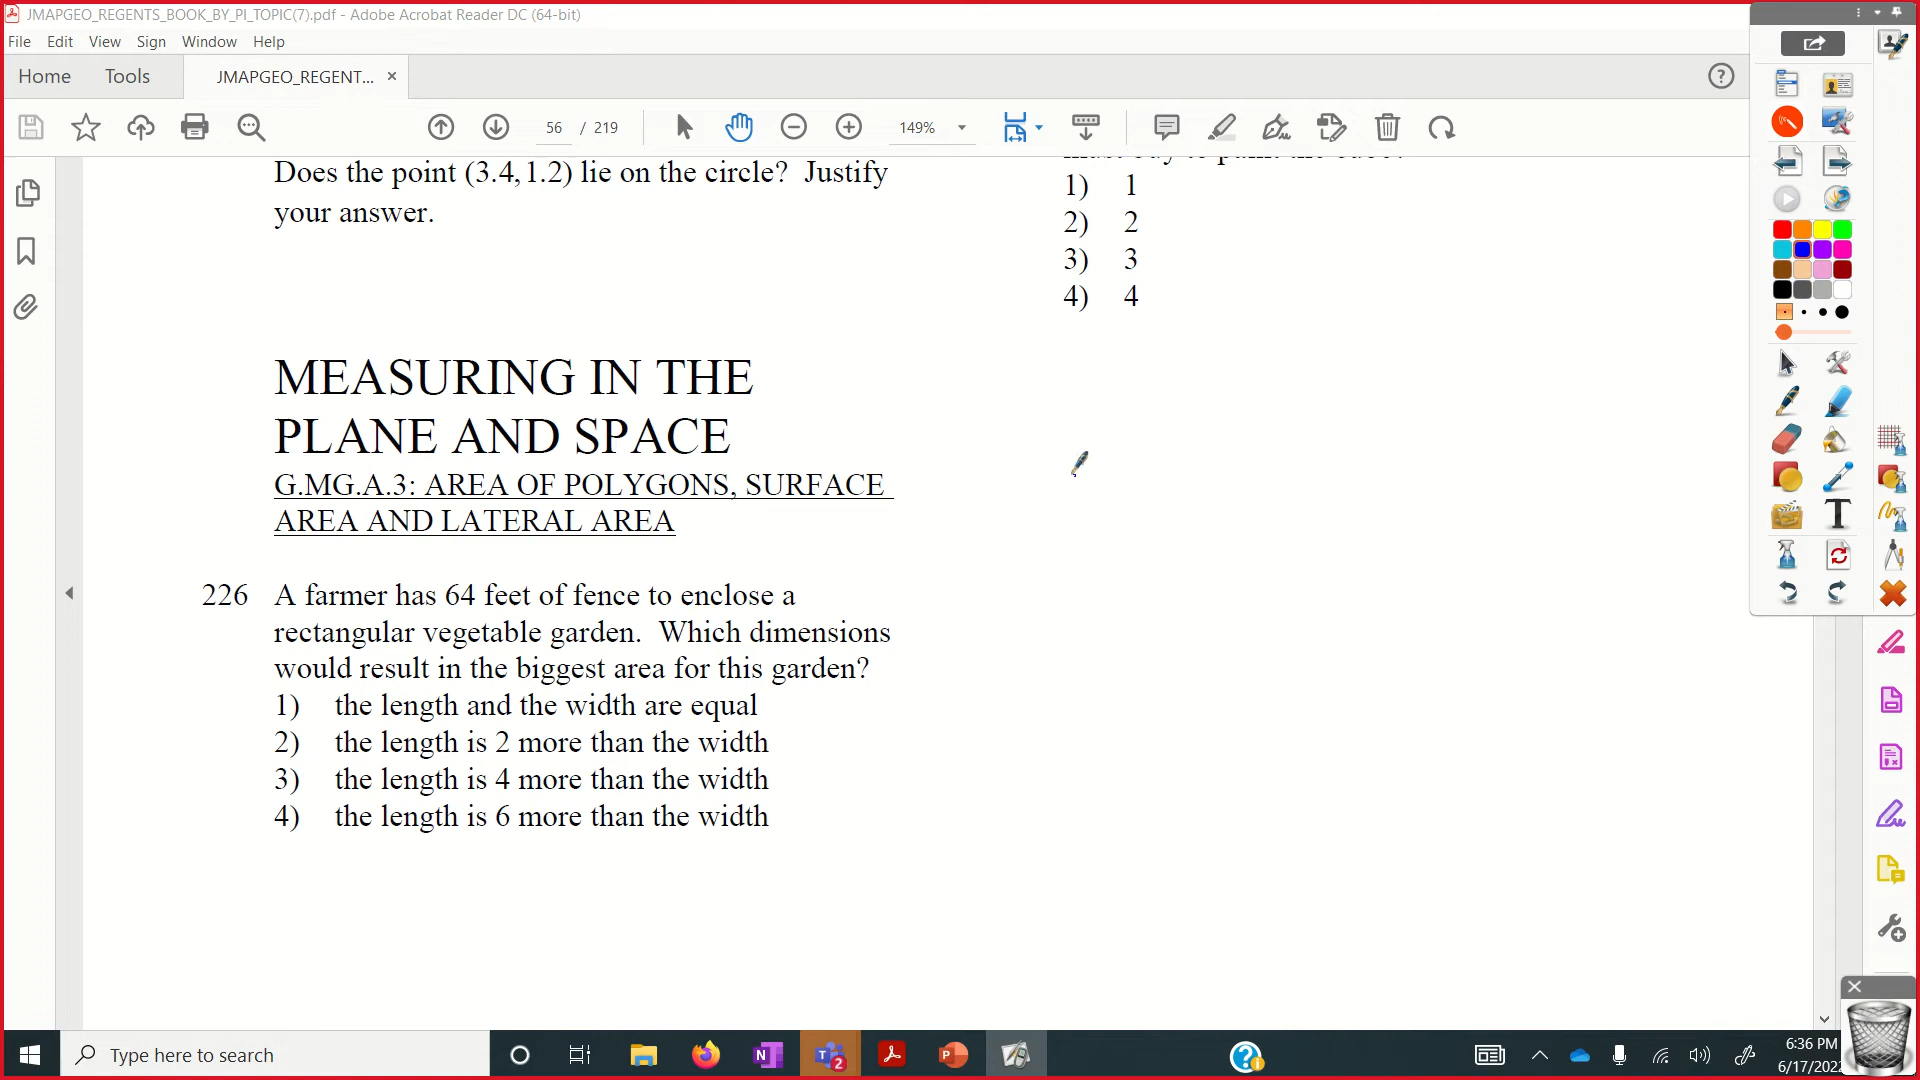 JMAPGEO_REGENTS_BOOK_BY_PI_TOPIC(7).pdf - Adobe Acrobat Reader DC (64-bit)
File Edit View Sign Window Help
Home Tools JMAPGEO_REGENT... ×
56 / 219 149%
Does the point (3.4, 1.2) lie on the circle? Justify
your answer.
1) 1
2) 2
3) 3
4) 4
MEASURING IN THE
PLANE AND SPACE
G.MG.A.3: AREA OF POLYGONS, SURFACE
AREA AND LATERAL AREA
226 A farmer has 64 feet of fence to enclose a
rectangular vegetable garden. Which dimensions
would result in the biggest area for this garden?
1) the length and the width are equal
2) the length is 2 more than the width
3) the length is 4 more than the width
4) the length is 6 more than the width
Type here to search
6:36 PM